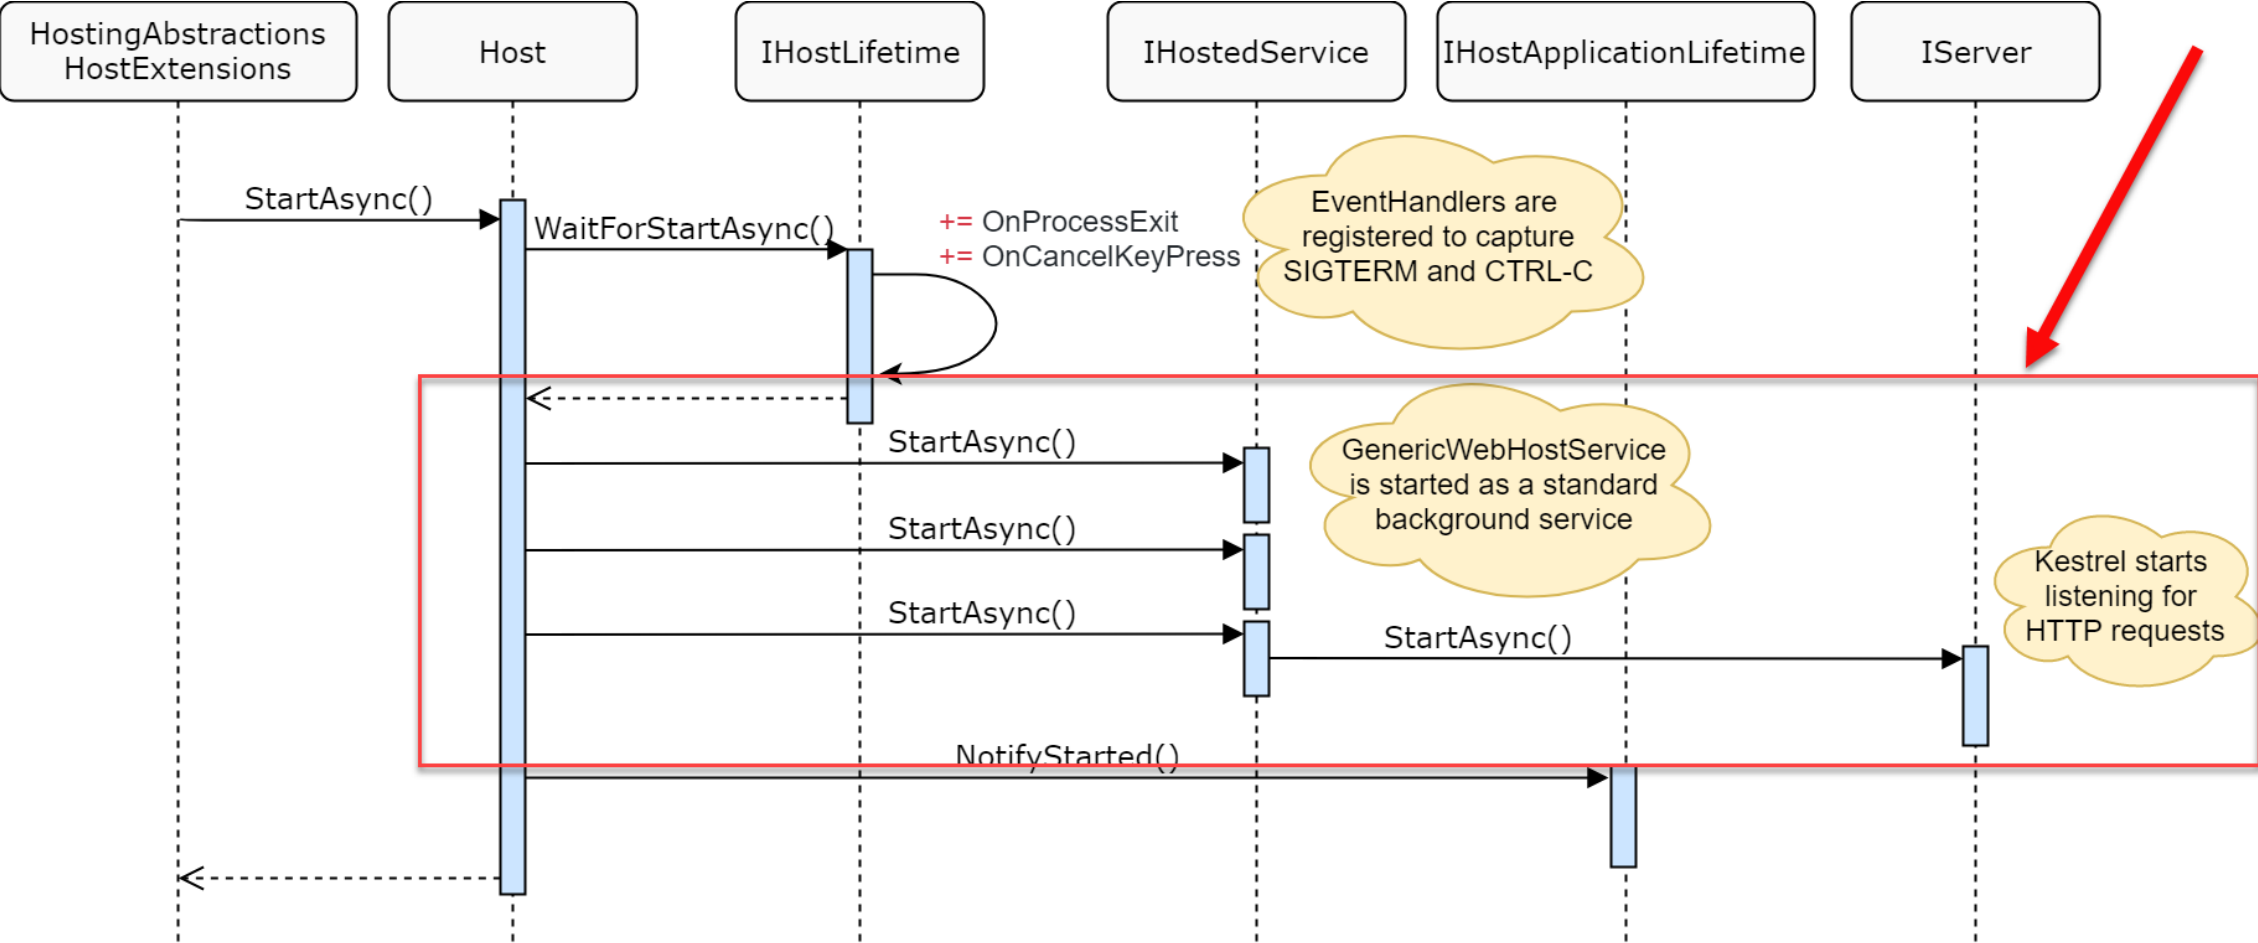 HostingAbstractions
HostExtensions
Host
IHostLifetime
IHostedService
IHostApplicationLifetime
IServer
StartAsync()
WaitForStartAsync()
+= OnProcessExit
+= OnCancelKeyPress
EventHandlers are
registered to capture
SIGTERM and CTRL-C
StartAsync()
GenericWebHostService
is started as a standard
background service
StartAsync()
Kestrel starts
listening for
HTTP requests
StartAsync()
StartAsync()
NotifyStarted()